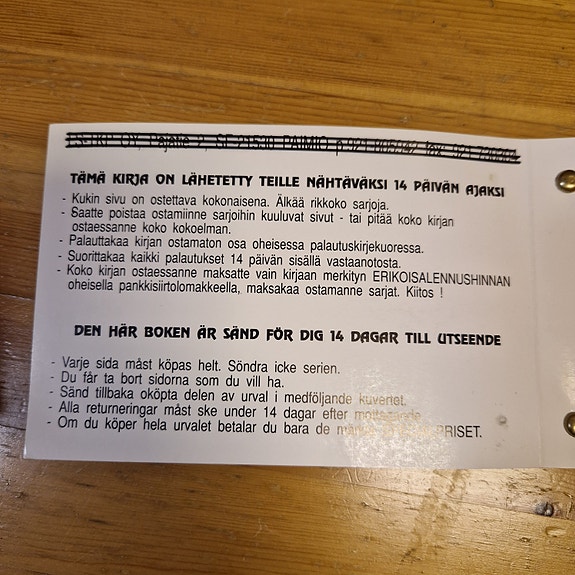 TÄMÄ KIRJA ON LÄHETETTY TEILLE NÄHTÄVÄKSI 14 PÄIVÄN AJAKSI
- Kukin sivu on ostettava kokonaisena. Älkää rikkoko sarjoja.
- Saatte poistaa ostamiinne sarjoihin kuuluvat sivut - tai pitää koko kirjan
ostaessanne koko kokoelman.
- Palauttakaa kirjan ostamaton osa oheisessa palautuskirjekuoressa.
- Suorittakaa kaikki palautukset 14 päivän sisällä vastaanotosta.
- Koko kirjan ostaessanne maksatte vain kirjaan merkityn ERIKOISALENNUSHINNAN
oheisella pankkisiirtolomakkeella, maksakaa ostamanne sarjat. Kiitos !
DEN HÄR BOKEN ÄR SÄND FÖR DIG 14 DAGAR TILL UTSEENDE
- Varje sida måst köpas helt. Söndra icke serien.
- Du får ta bort sidorna som du vill ha.
- Sänd tillbaka oköpta delen av urval i medföljande kuvertet.
- Alla returneringar måst ske under 14 dagar efter
- Om du köper hela urvalet betalar du bara de